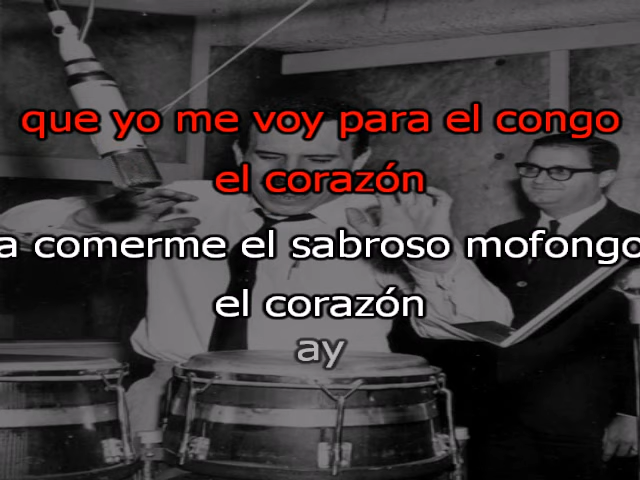 que yo me voy para el congo
el corazón
a comerme el sabroso mofongo
el corazón
ay